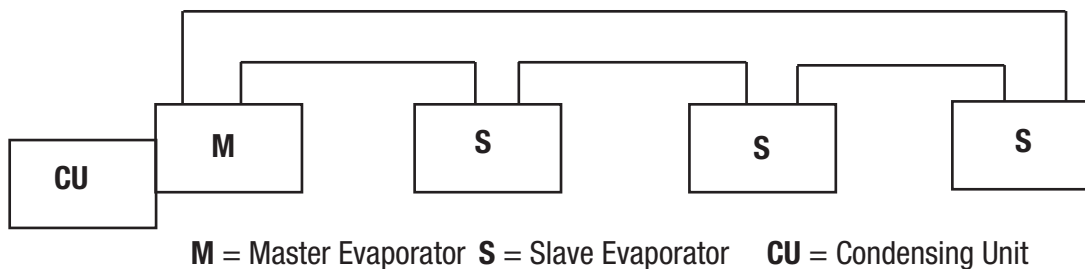 M
S
S
S
CU
M = Master Evaporator S = Slave Evaporator CU = Condensing Unit